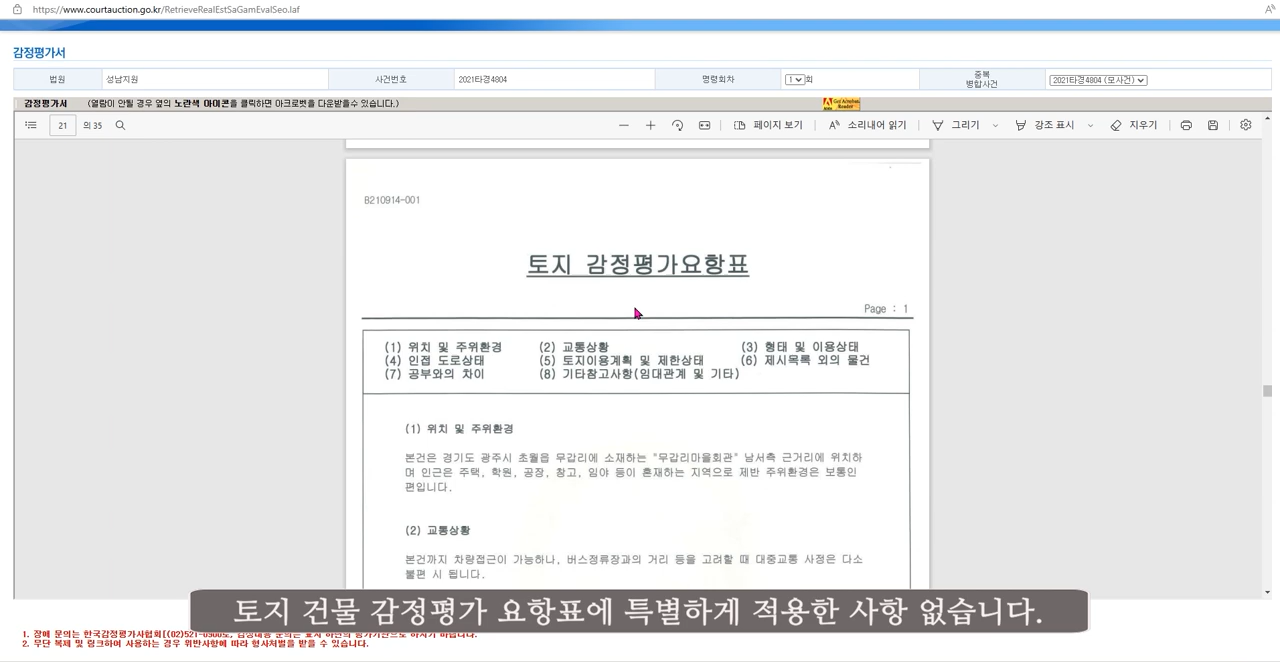 https://www.courtauction.go.kr/RetrieveRealEstSaGamEvalSeo.laf
감정평가서
법원 성남지원 사건번호 2021타경4804 명령회차 1 회 중복 병합사건 2021타경4804 (모사건)
감정평가서 (열람이 안될 경우 옆의 노란색 아이콘을 클릭하면 아크로벳을 다운받을수 있습니다.)
21 의 35 페이지 보기 소리내어 읽기 그리기 강조 표시 지우기
B210914-001
토지 감정평가요항표
Page : 1
(1) 위치 및 주위환경 (2) 교통상황 (3) 형태 및 이용상태
(4) 인접 도로상태 (5) 토지이용계획 및 제한상태 (6) 제시목록 외의 물건
(7) 공부와의 차이 (8) 기타참고사항(임대관계 및 기타)
(1) 위치 및 주위환경
본건은 경기도 광주시 초월읍 무갑리에 소재하는 "무갑리마을회관" 남서측 근거리에 위치하
며 인근은 주택, 학원, 공장, 창고, 임야 등이 혼재하는 지역으로 제반 주위환경은 보통인
편입니다.
(2) 교통상황
본건까지 차량접근이 가능하나, 버스정류장과의 거리 등을 고려할 때 대중교통 사정은 다소
불편 시 됩니다.
토지 건물 감정평가 요항표에 특별하게 적용한 사항 없습니다.
1. 장애 문의는 한국감정평가사협회
2. 무단 복제 및 링크하여 사용하는 경우 위반사항에 따라 형사처벌을 받을 수 있습니다.